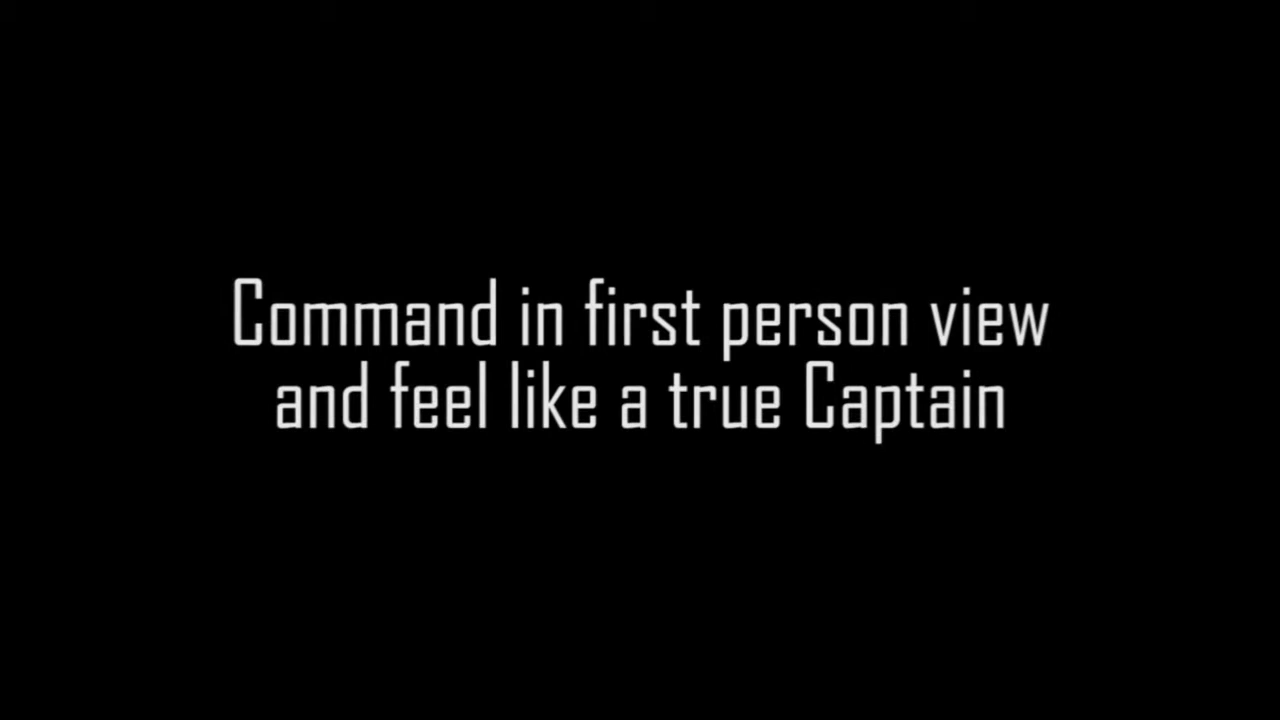 Command in first person view
and feel like a true Captain